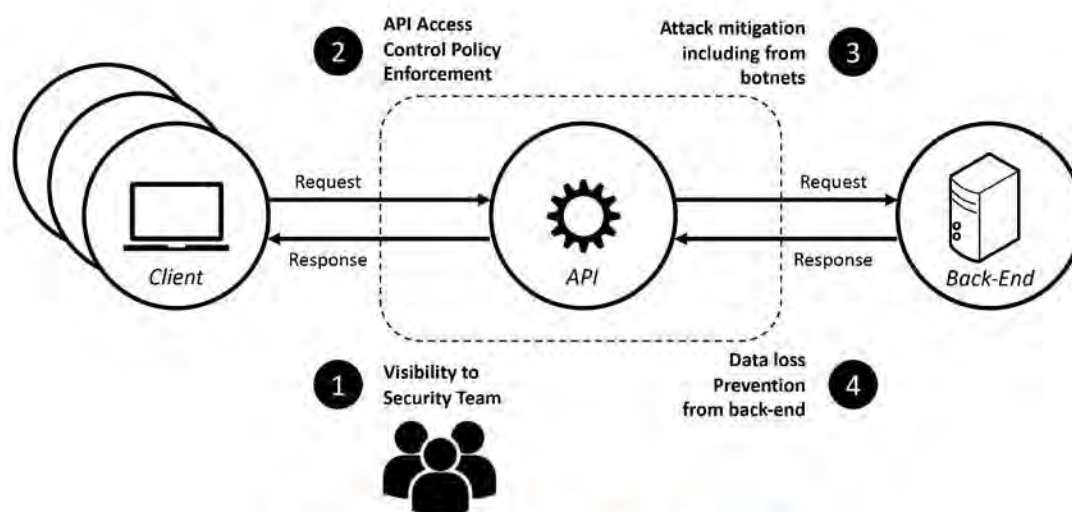 2
API Access
Control Policy
Enforcement
Attack mitigation
including from
botnets
3
Request
Request
Response
Response
Client
API
Back-End
1
Visibility to
Security Team
Data loss
Prevention
from back-end
4